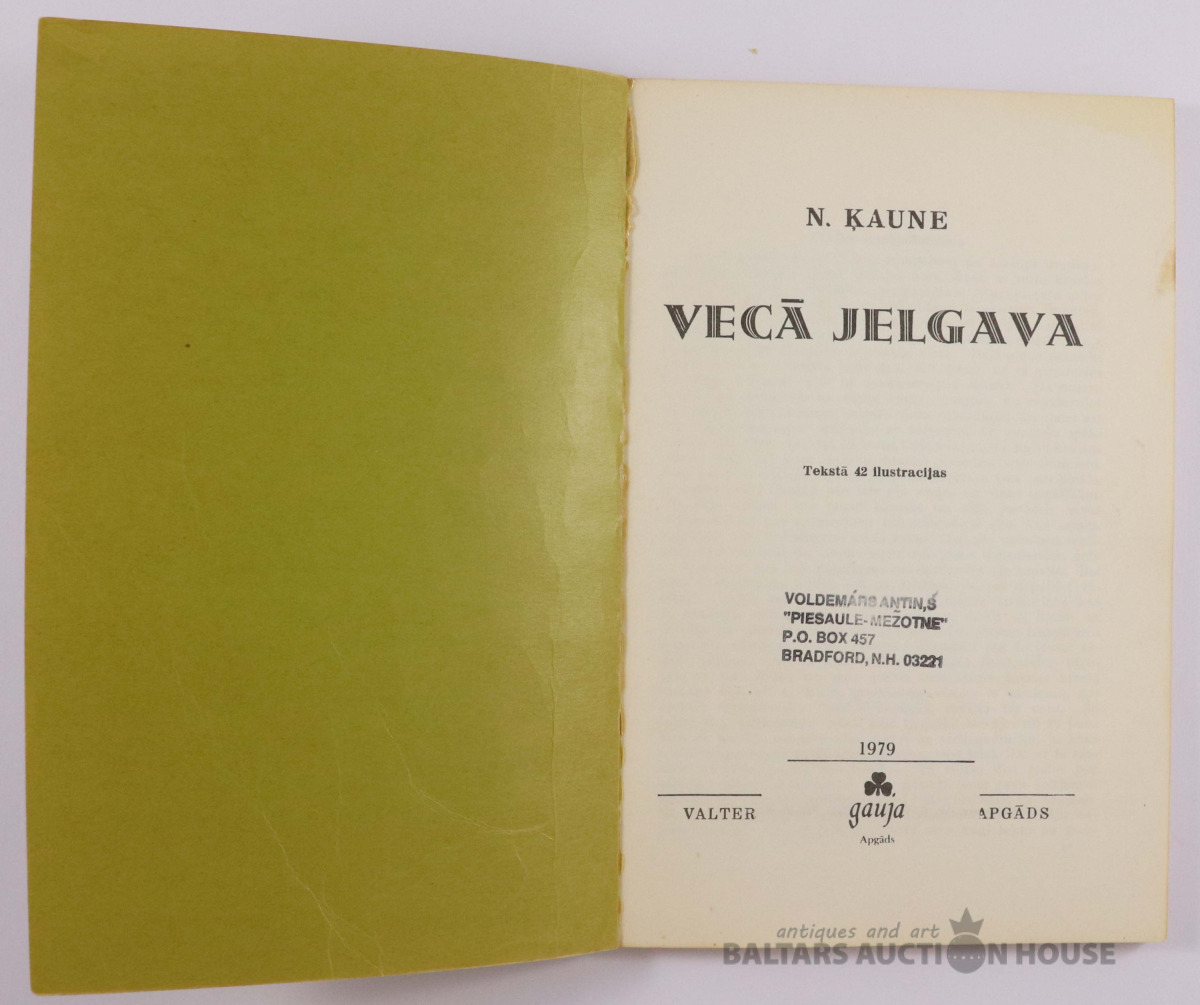 N. ĶAUNE
VECĀ JELGAVA
Tekstā 42 ilustracijas
VOLDEMĀRS ANTIN,Š
"PIESAULE-MEŽOTNE"
P.O. BOX 457
BRADFORD, N.H. 03221
1979
VALTER gauja APGĀDS
Apgāds
antiques and art
BALTARS AUCTION HOUSE